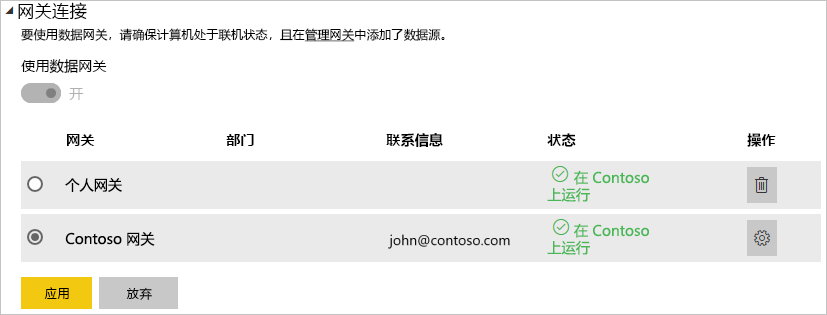 网关连接
要使用数据网关，请确保计算机处于联机状态，且在管理网关中添加了数据源。
使用数据网关
开
网关 部门 联系信息 状态 操作
个人网关 在 Contoso
上运行
Contoso 网关 john@contoso.com 在 Contoso
上运行
应用 放弃